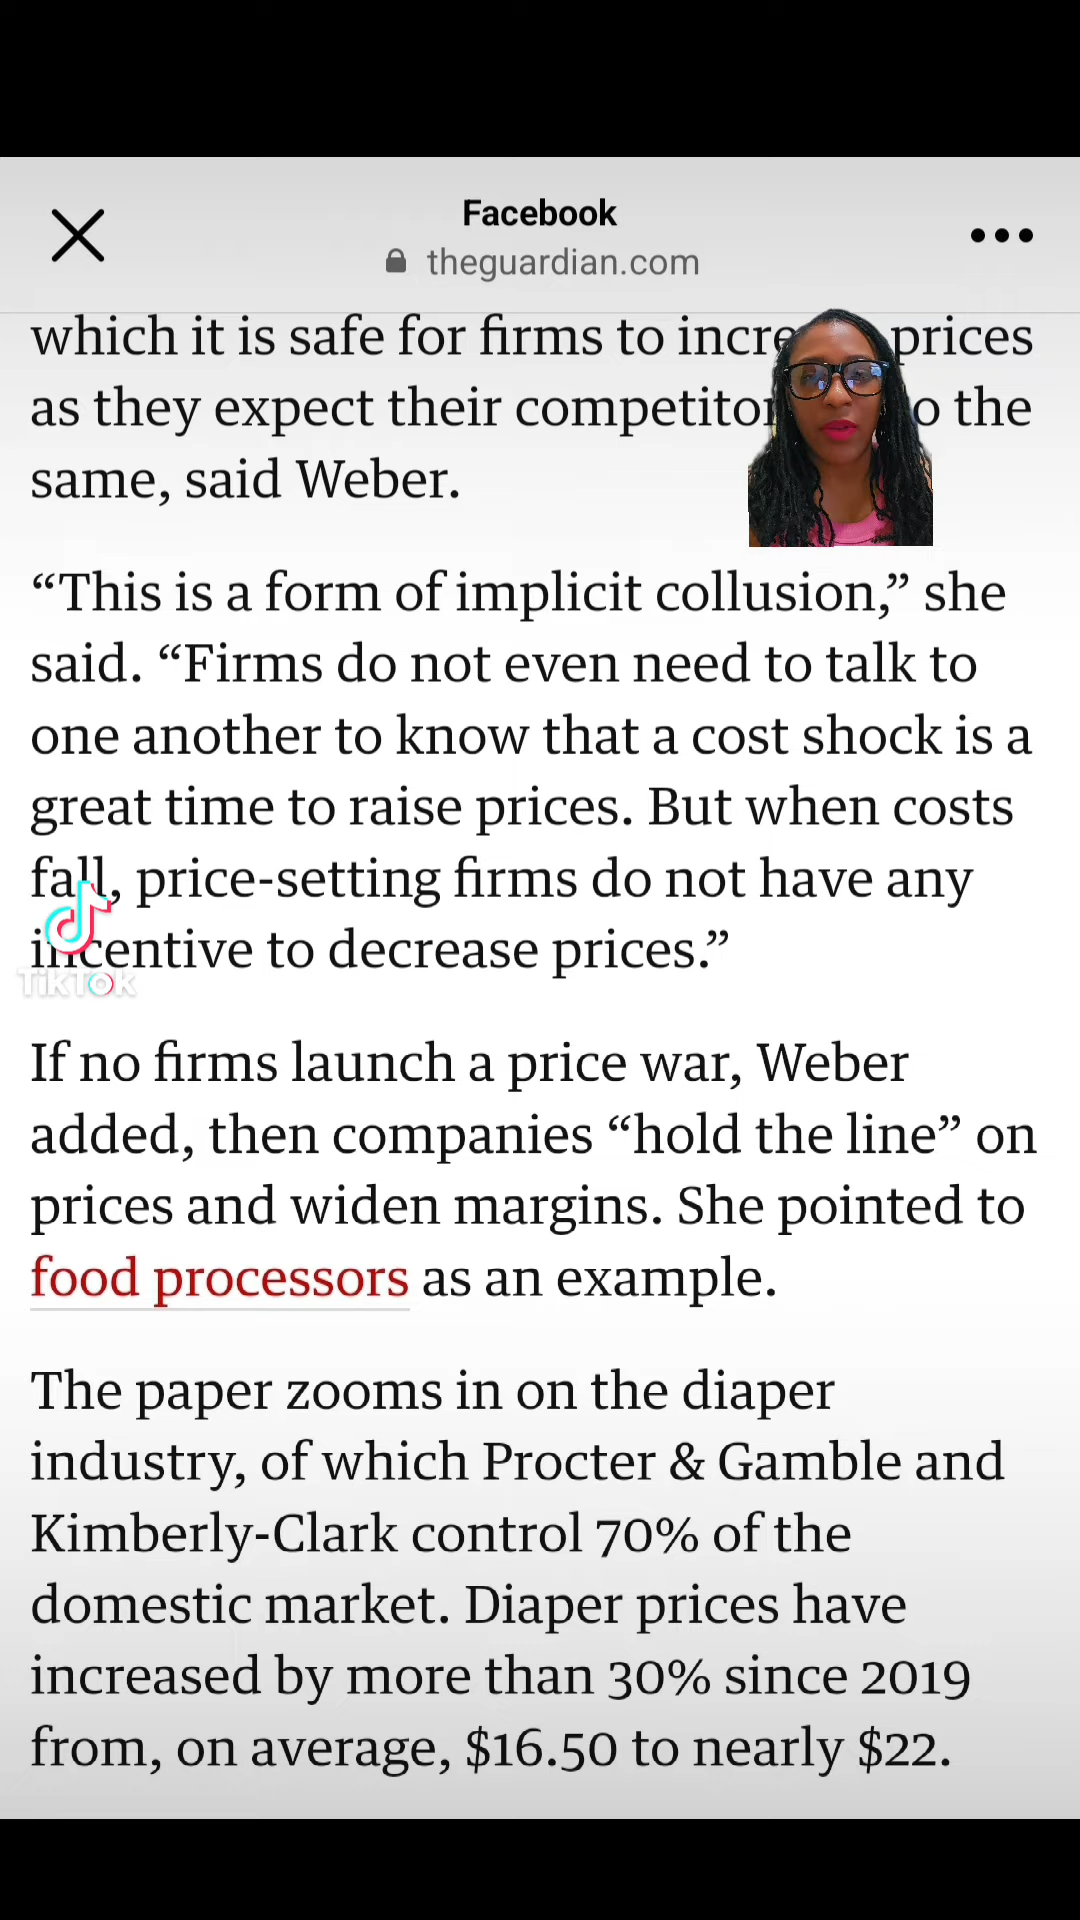 Facebook
theguardian.com
which it is safe for firms to incre prices
as they expect their competitor o the
same, said Weber.
“This is a form of implicit collusion,” she
said. “Firms do not even need to talk to
one another to know that a cost shock is a
great time to raise prices. But when costs
fall, price-setting firms do not have any
incentive to decrease prices.”
TikTok
If no firms launch a price war, Weber
added, then companies “hold the line” on
prices and widen margins. She pointed to
food processors as an example.
The paper zooms in on the diaper
industry, of which Procter & Gamble and
Kimberly-Clark control 70% of the
domestic market. Diaper prices have
increased by more than 30% since 2019
from, on average, $16.50 to nearly $22.